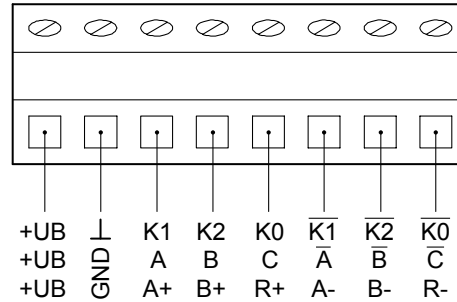 +UB ⊥ K1 K2 K0 K̅1̅ K̅2̅ K̅0̅
+UB GND A B C A̅ B̅ C̅
+UB A+ B+ R+ A- B- R-